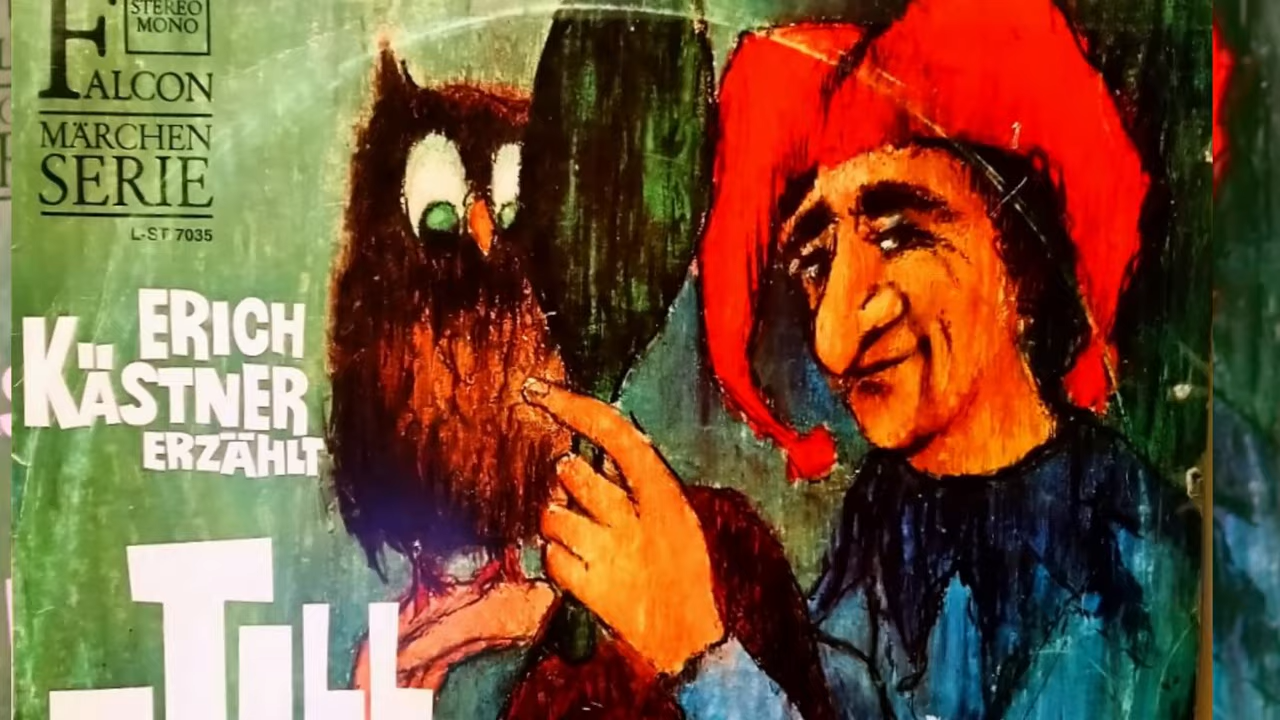 STEREO
MONO
FALCON
MÄRCHEN
SERIE
L-ST 7035
ERICH
KÄSTNER
ERZÄHLT
TILL